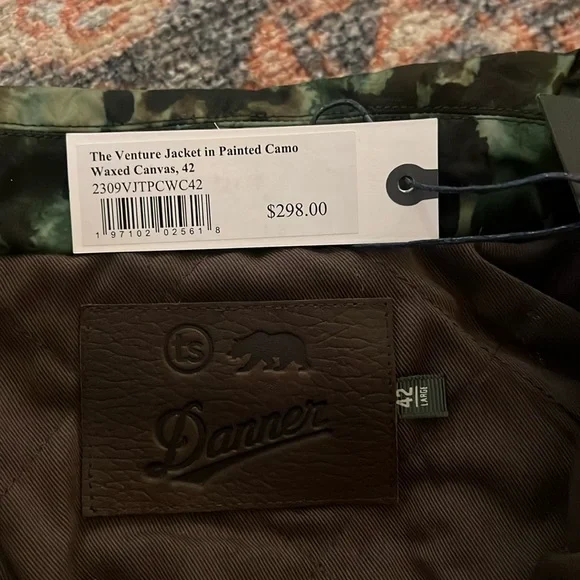 The Venture Jacket in Painted Camo
Waxed Canvas, 42
2309VJTPCWC42
$298.00
1 97102 02561 8
ts
Danner
42
LARGE